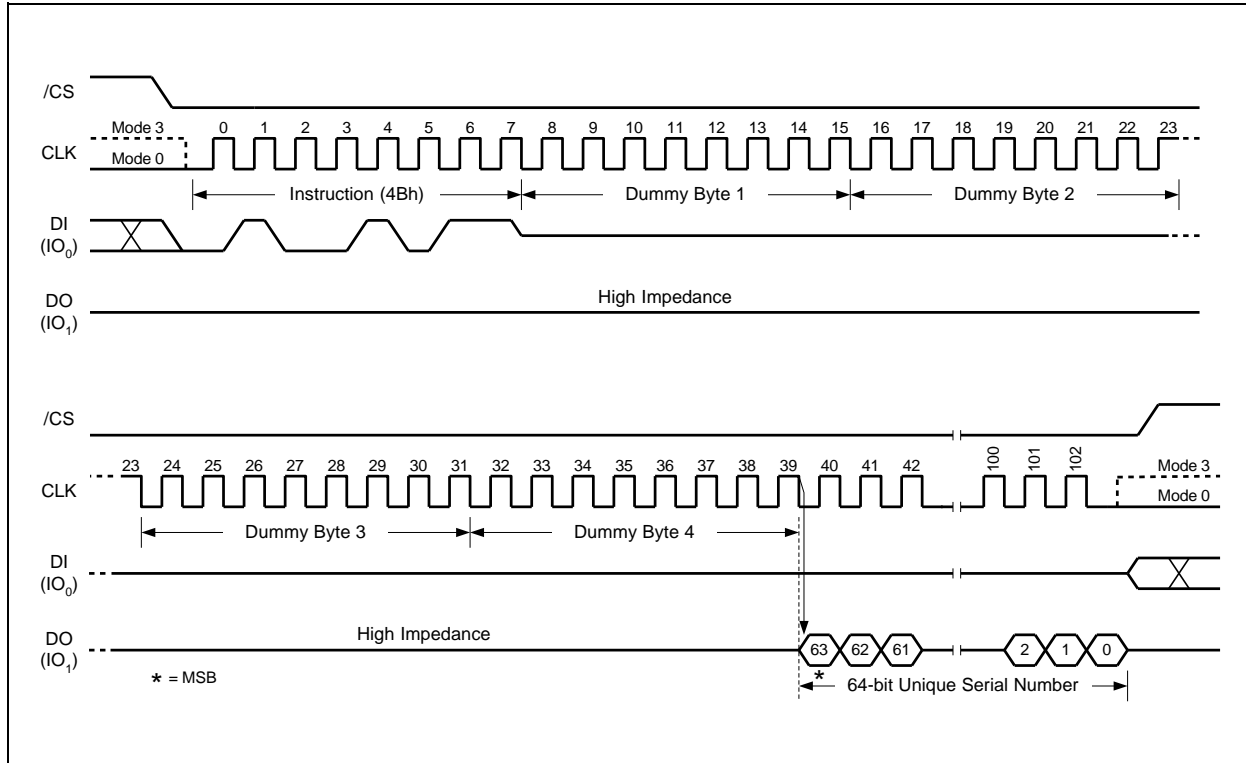 /CS
Mode 3 0 1 2 3 4 5 6 7 8 9 10 11 12 13 14 15 16 17 18 19 20 21 22 23
CLK
Mode 0
Instruction (4Bh) Dummy Byte 1 Dummy Byte 2
DI
(IO0)
High Impedance
DO
(IO1)
/CS
23 24 25 26 27 28 29 30 31 32 33 34 35 36 37 38 39 40 41 42 100 101 102 Mode 3
CLK
Mode 0
Dummy Byte 3 Dummy Byte 4
DI
(IO0)
High Impedance
DO
(IO1)
63 62 61 2 1 0
* = MSB
* 64-bit Unique Serial Number